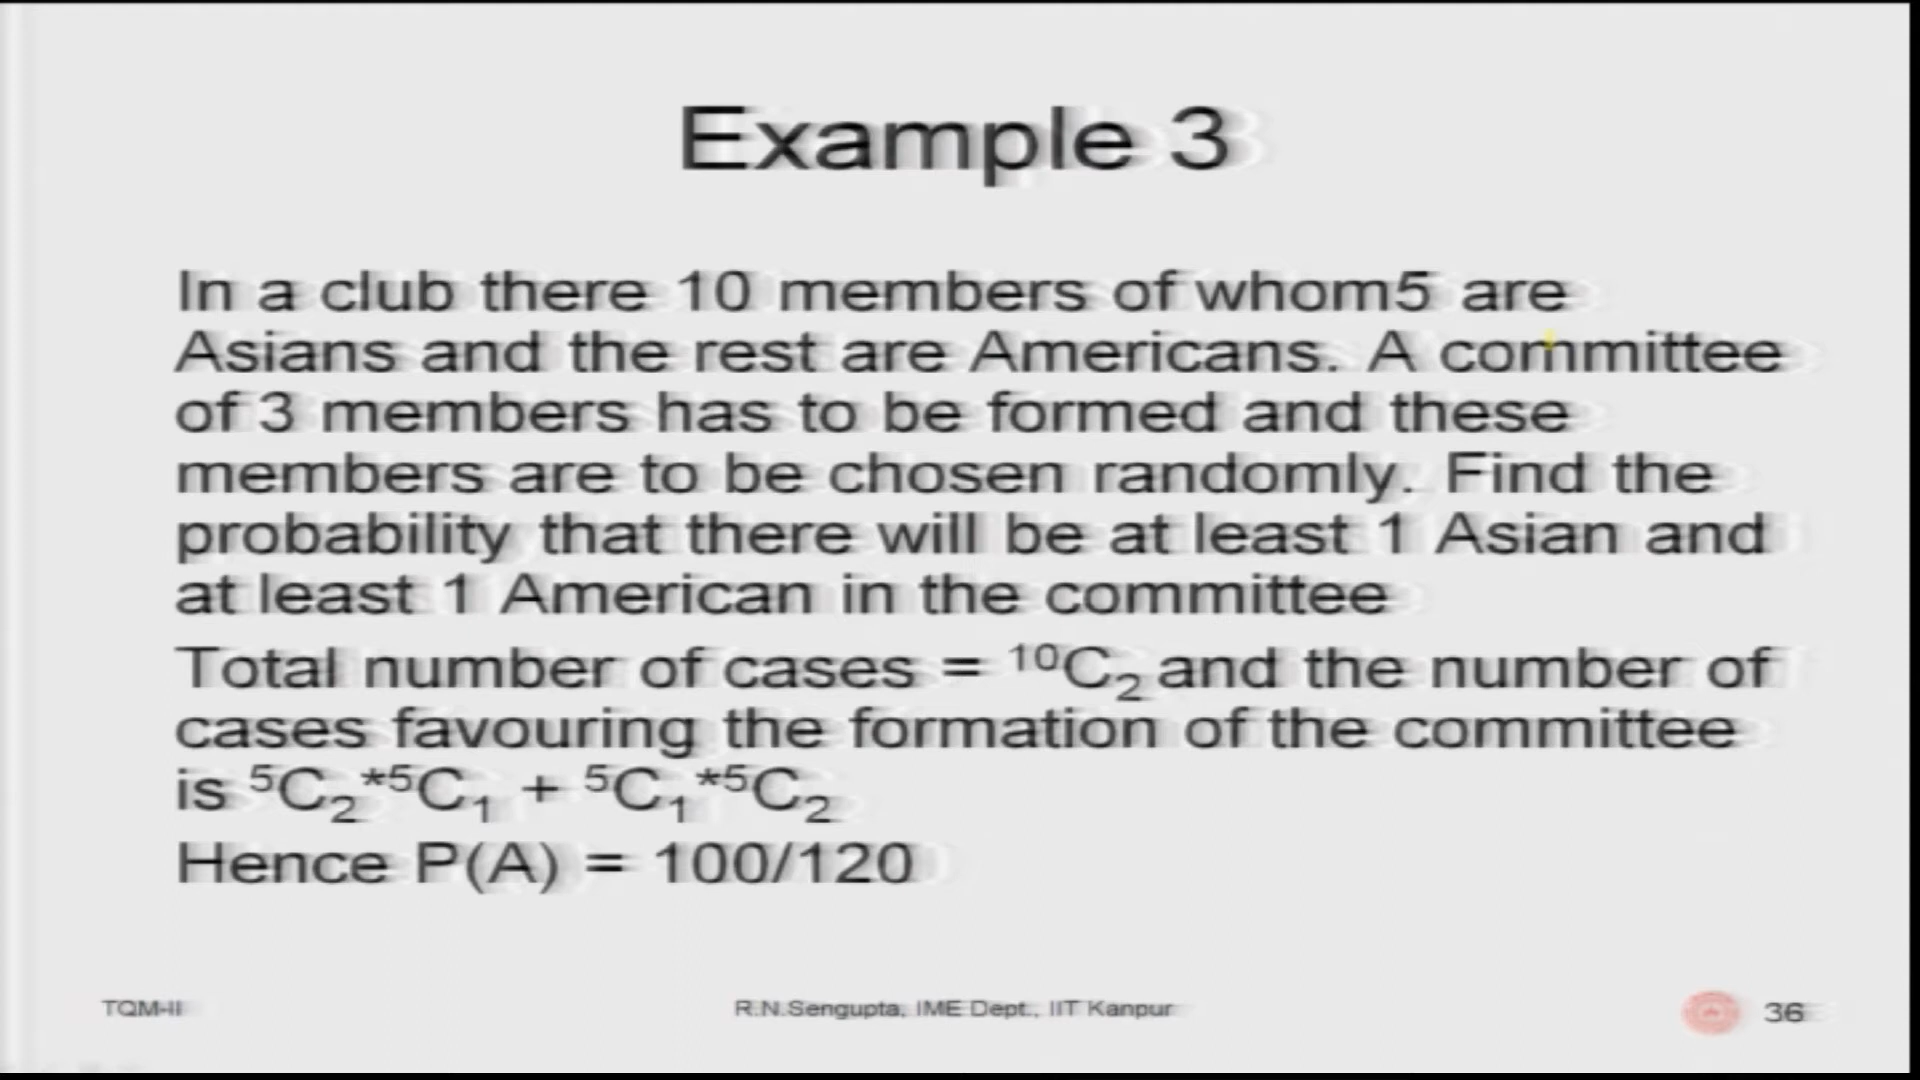 Example 3
In a club there 10 members of whom5 are
Asians and the rest are Americans. A committee
of 3 members has to be formed and these
members are to be chosen randomly. Find the
probability that there will be at least 1 Asian and
at least 1 American in the committee
Total number of cases = ¹⁰C₂ and the number of
cases favouring the formation of the committee
is ⁵C₂*⁵C₁ + ⁵C₁*⁵C₂
Hence P(A) = 100/120
TQM-II R.N.Sengupta, IME Dept., IIT Kanpur 36